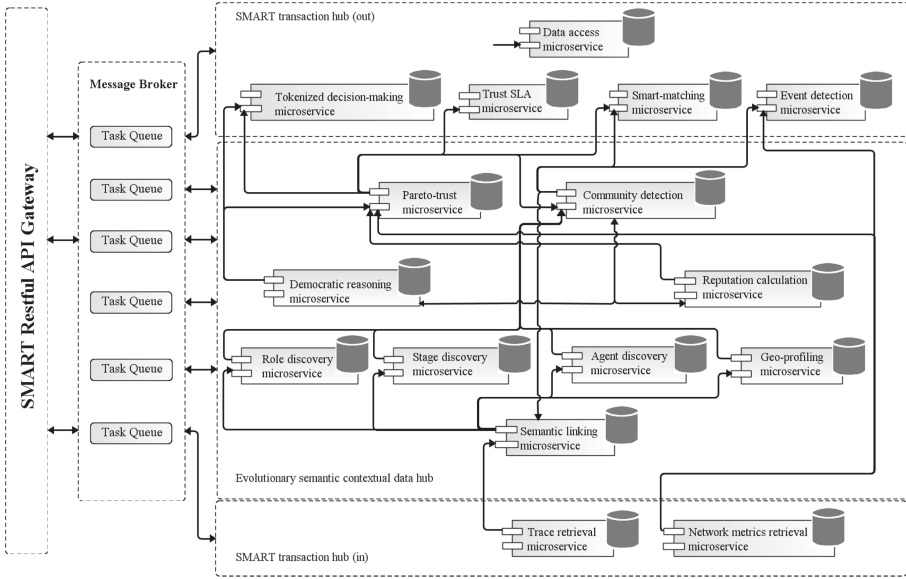 SMART Restful API Gateway
Message Broker
Task Queue
Task Queue
Task Queue
Task Queue
Task Queue
Task Queue
SMART transaction hub (out)
Data access
microservice
Tokenized decision-making
microservice
Trust SLA
microservice
Smart-matching
microservice
Event detection
microservice
Pareto-trust
microservice
Community detection
microservice
Democratic reasoning
microservice
Reputation calculation
microservice
Role discovery
microservice
Stage discovery
microservice
Agent discovery
microservice
Geo-profiling
microservice
Semantic linking
microservice
Evolutionary semantic contextual data hub
Trace retrieval
microservice
Network metrics retrieval
microservice
SMART transaction hub (in)